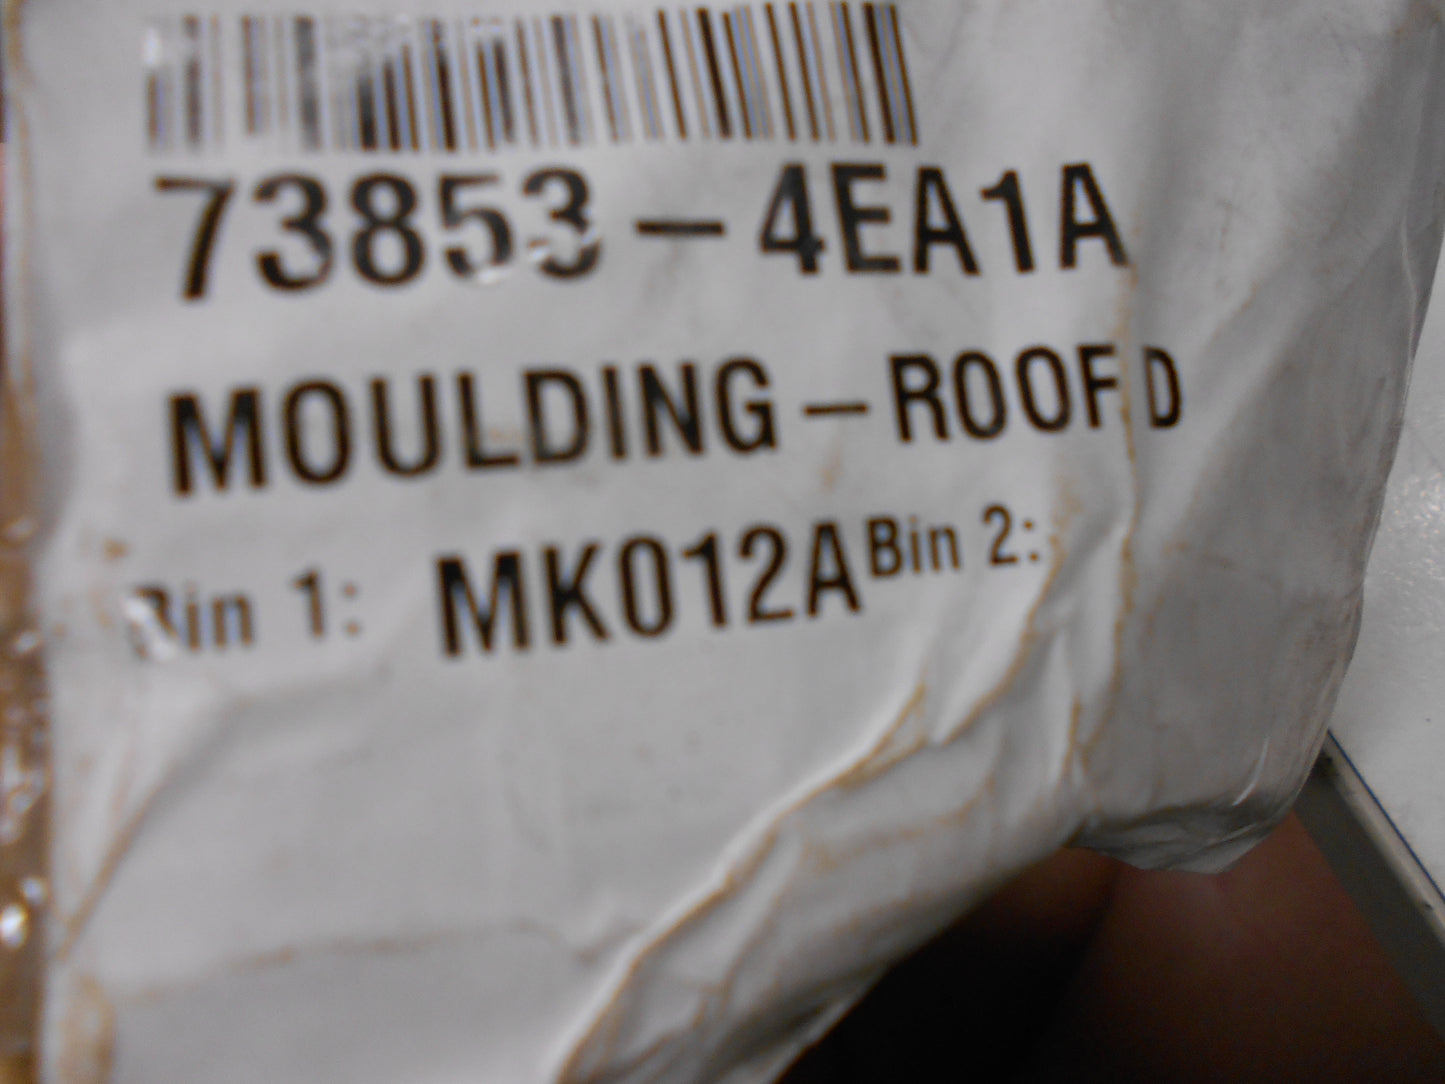 73853-4EA1A
MOULDING-ROOF D
Bin 1: MK012A Bin 2: